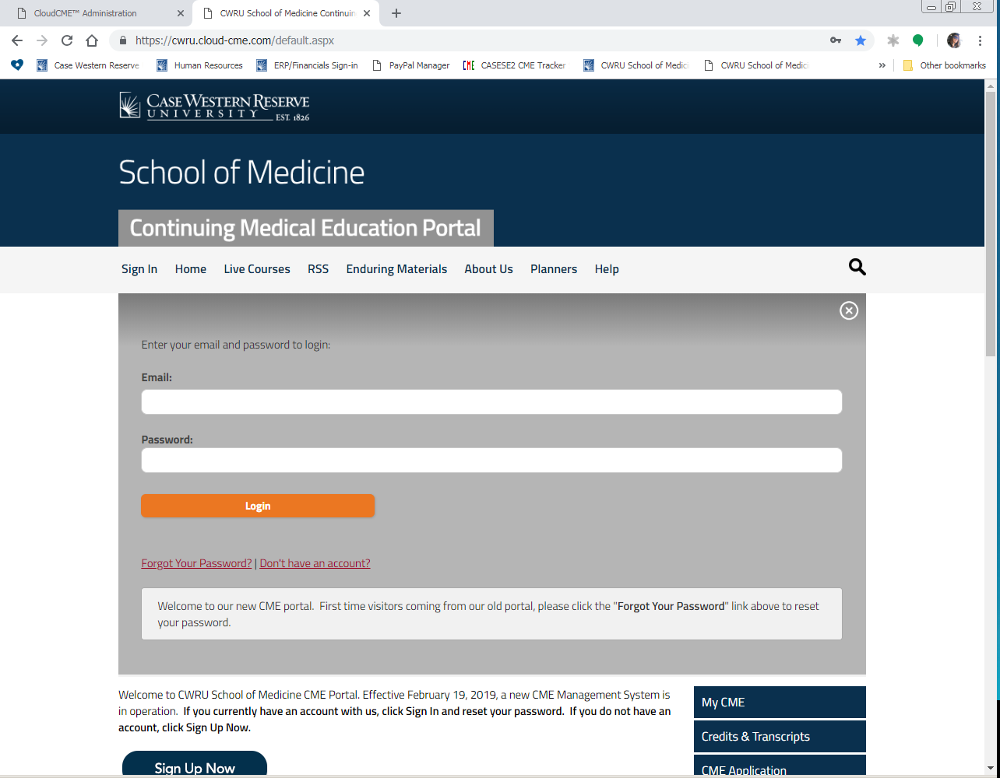 CloudCME™ Administration
CWRU School of Medicine Continuin
https://cwru.cloud-cme.com/default.aspx
Case Western Reserve
Human Resources
ERP/Financials Sign-in
PayPal Manager
CME
CASESE2 CME Tracker
CWRU School of Medic
CWRU School of Medic
»
Other bookmarks
CASE WESTERN RESERVE
UNIVERSITY EST. 1826
School of Medicine
Continuing Medical Education Portal
Sign In Home Live Courses RSS Enduring Materials About Us Planners Help
Enter your email and password to login:
Email:
Password:
Login
Forgot Your Password? | Don't have an account?
Welcome to our new CME portal.  First time visitors coming from our old portal, please click the "Forgot Your Password" link above to reset
your password.
Welcome to CWRU School of Medicine CME Portal. Effective February 19, 2019, a new CME Management System is
in operation.  If you currently have an account with us, click Sign In and reset your password.  If you do not have an
account, click Sign Up Now.
Sign Up Now
My CME
Credits & Transcripts
CME Application